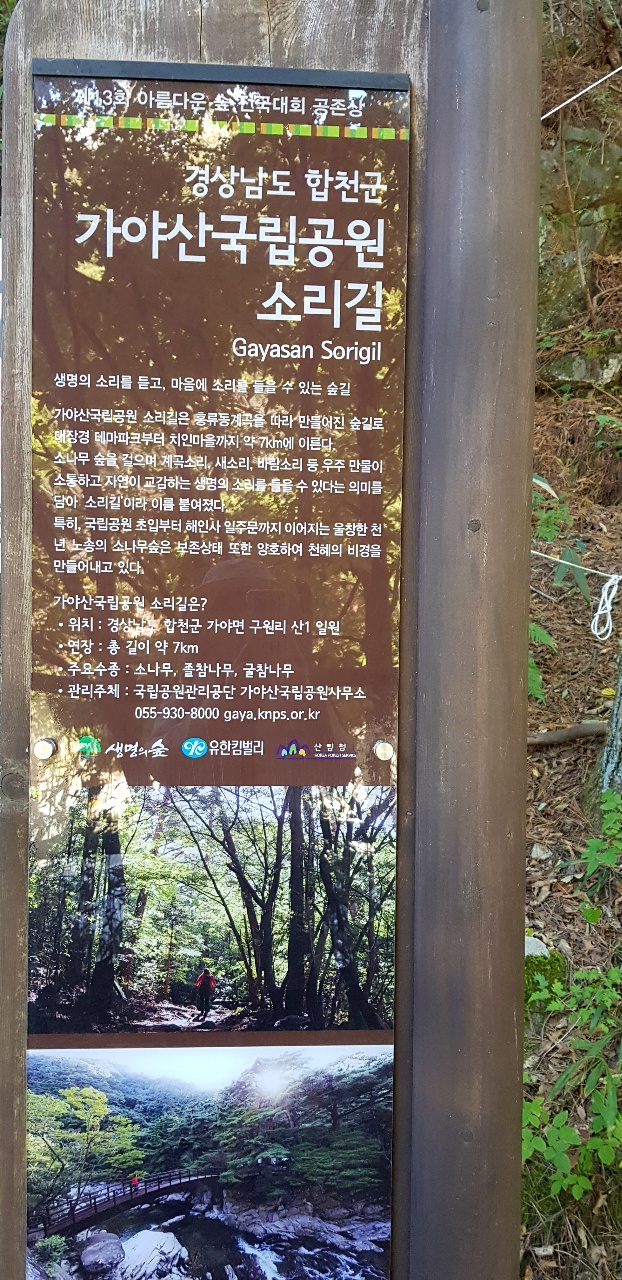 제13회 아름다운 숲 전국대회 공존상
경상남도 합천군
가야산국립공원
소리길
Gayasan Sorigil
생명의 소리를 듣고, 마음에 소리를 들을 수 있는 숲길
가야산국립공원 소리길은 홍류동계곡을 따라 만들어진 숲길로
대장경 테마파크부터 치인마을까지 약 7km에 이른다.
소나무 숲을 걸으며 계곡소리, 새소리, 바람소리 등 우주 만물이
소통하고 자연이 교감하는 생명의 소리를 들을 수 있다는 의미를
담아 '소리길'이라 이름 붙여졌다.
특히, 국립공원 초입부터 해인사 일주문까지 이어지는 울창한 천
년 노송의 소나무숲은 보존상태 또한 양호하여 천혜의 비경을
만들어내고 있다.
가야산국립공원 소리길은?
• 위치 : 경상남도 합천군 가야면 구원리 산1 일원
• 연장 : 총 길이 약 7km
• 주요수종 : 소나무, 졸참나무, 굴참나무
• 관리주체 : 국립공원관리공단 가야산국립공원사무소
055-930-8000 gaya.knps.or.kr
생명의숲 유한킴벌리 산림청
KOREA FOREST SERVICE